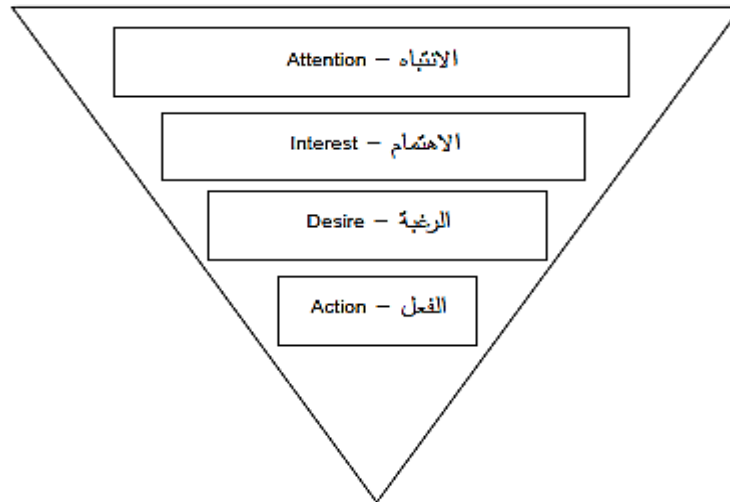 Attention – الانتباه
Interest – الاهتمام
Desire – الرغبة
Action – الفعل